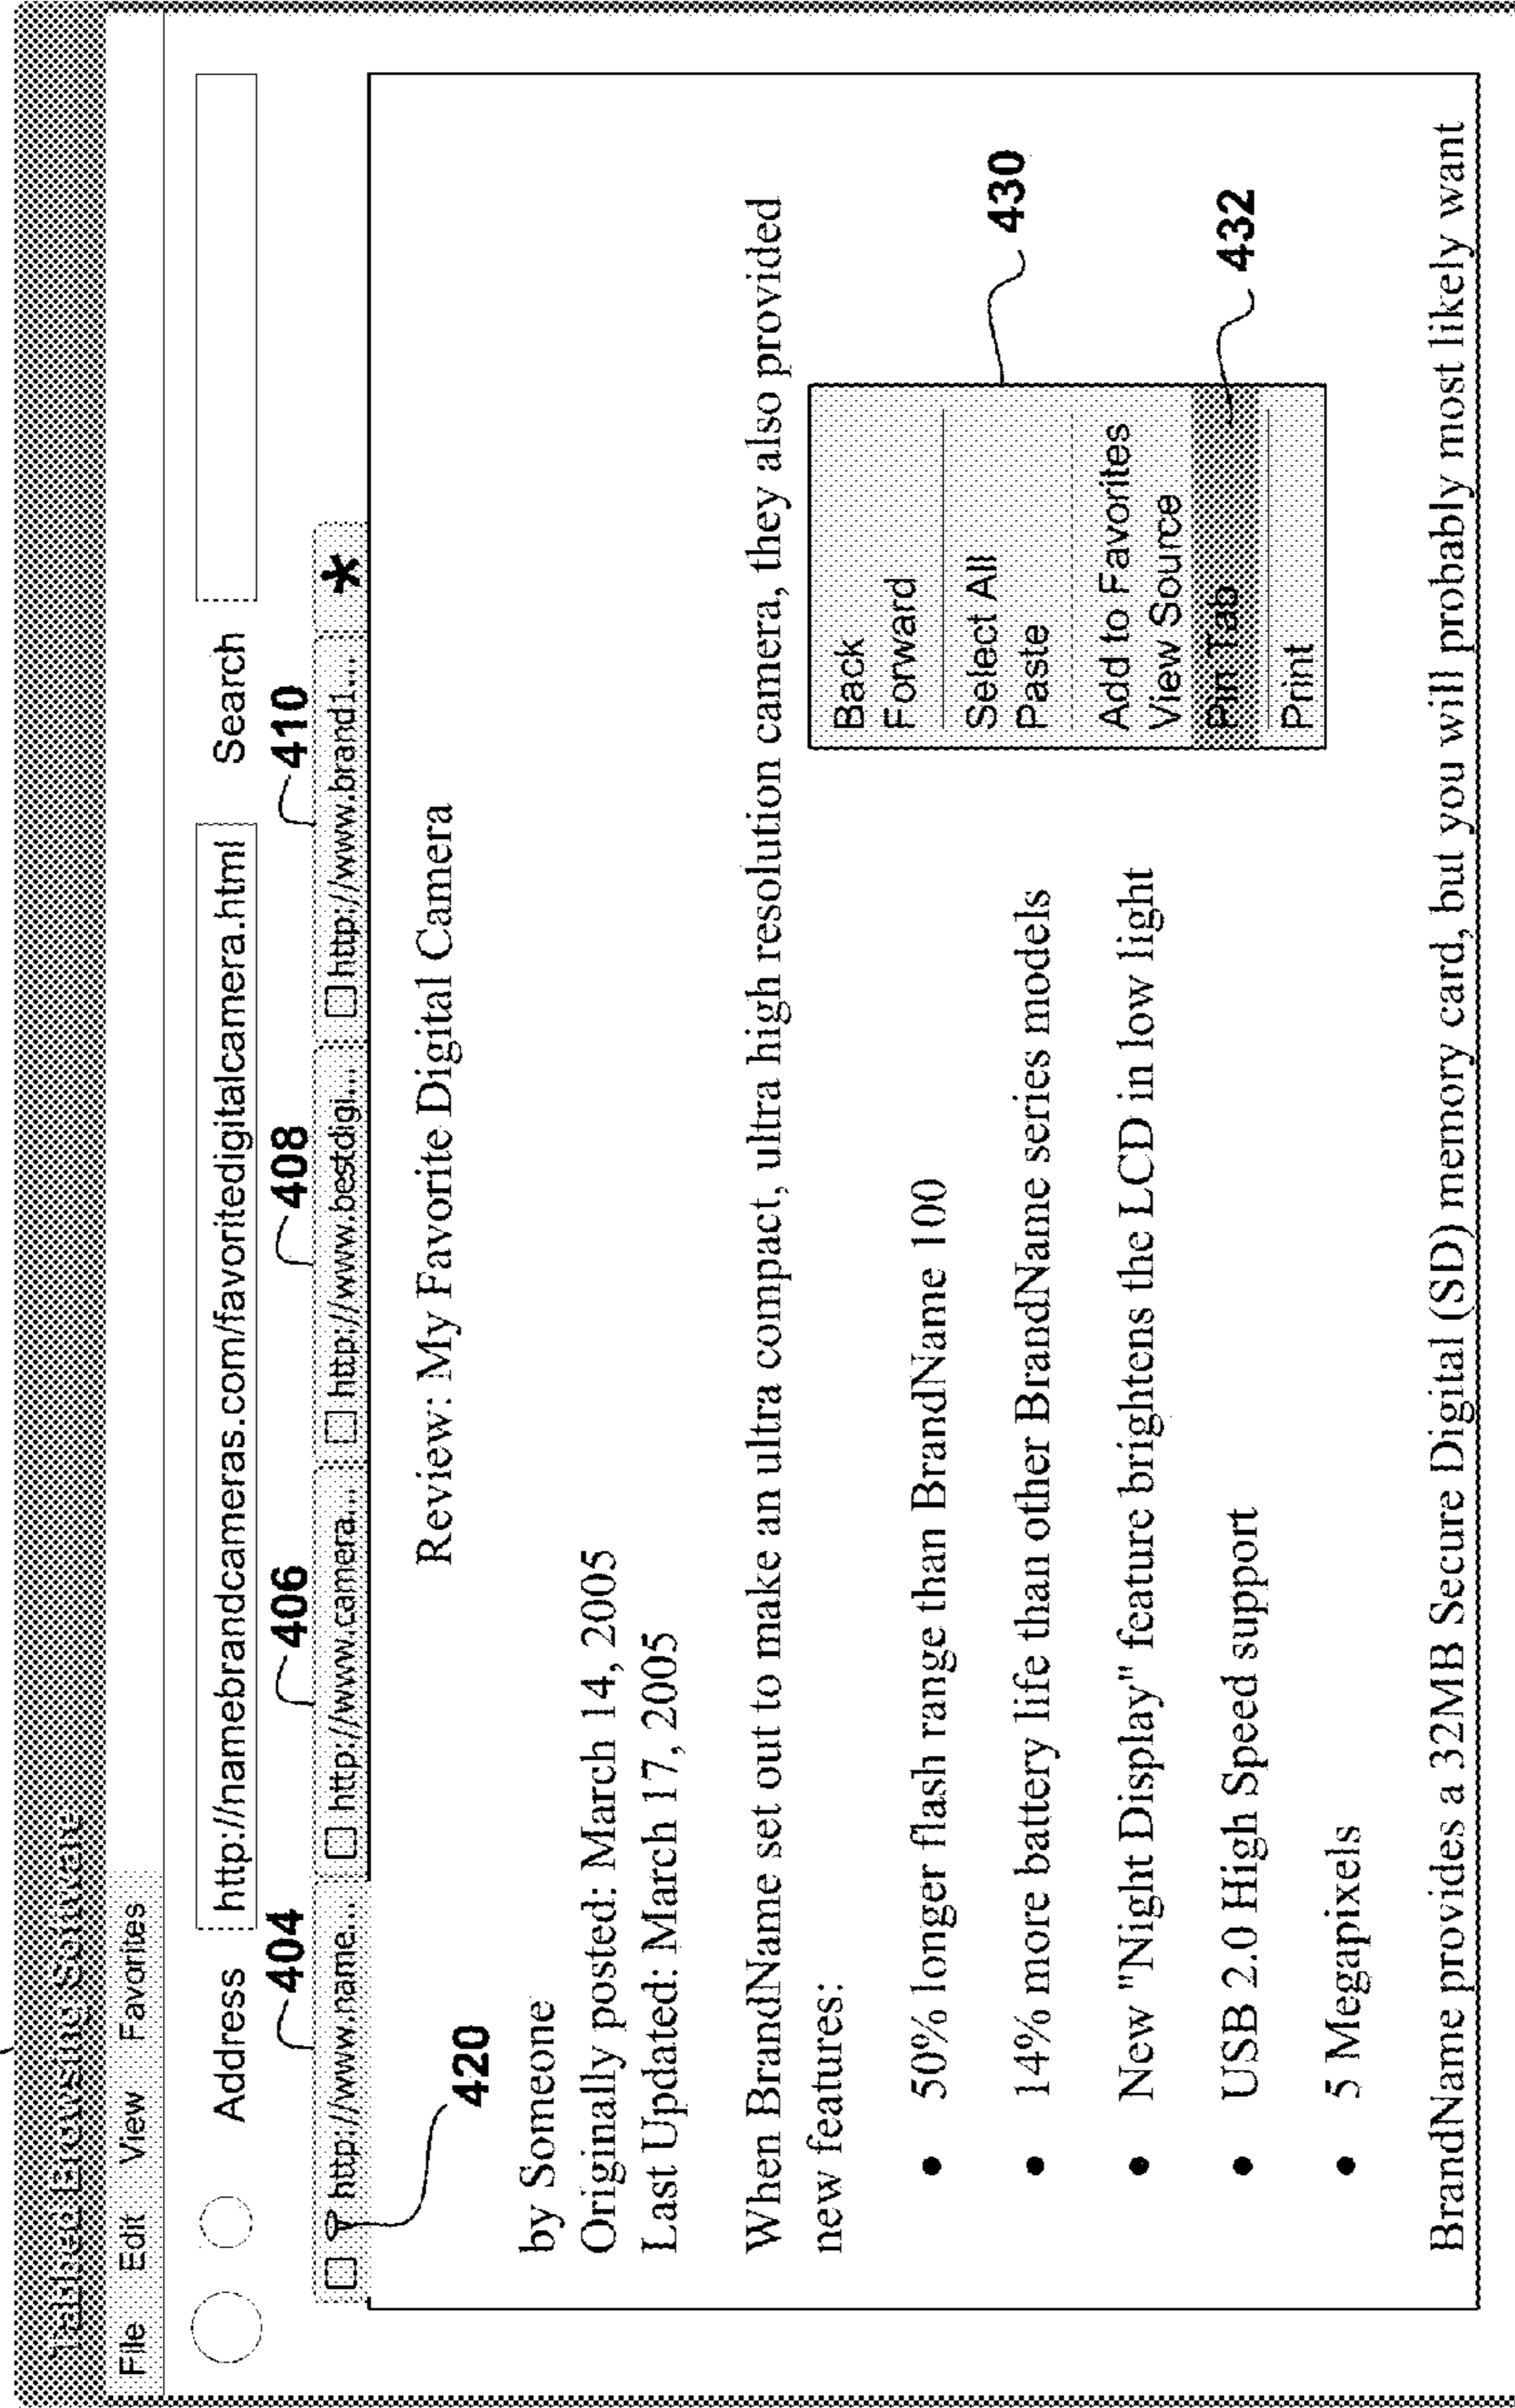 Tabbed Browsing Software
File Edit View Favorites
Address http://namebrandcameras.com/favoritedigitalcamera.html Search
404 406 408 410
http://www.name... http://www.camera... http://www.bestdigi... http://www.brand1... *
420
Review: My Favorite Digital Camera
by Someone
Originally posted: March 14, 2005
Last Updated: March 17, 2005
When BrandName set out to make an ultra compact, ultra high resolution camera, they also provided
new features:
• 50% longer flash range than BrandName 100
• 14% more battery life than other BrandName series models
• New "Night Display" feature brightens the LCD in low light
• USB 2.0 High Speed support
• 5 Megapixels
Back
Forward
Select All
Paste
Add to Favorites
View Source
Pin Tab
Print
430
432
BrandName provides a 32MB Secure Digital (SD) memory card, but you will probably most likely want